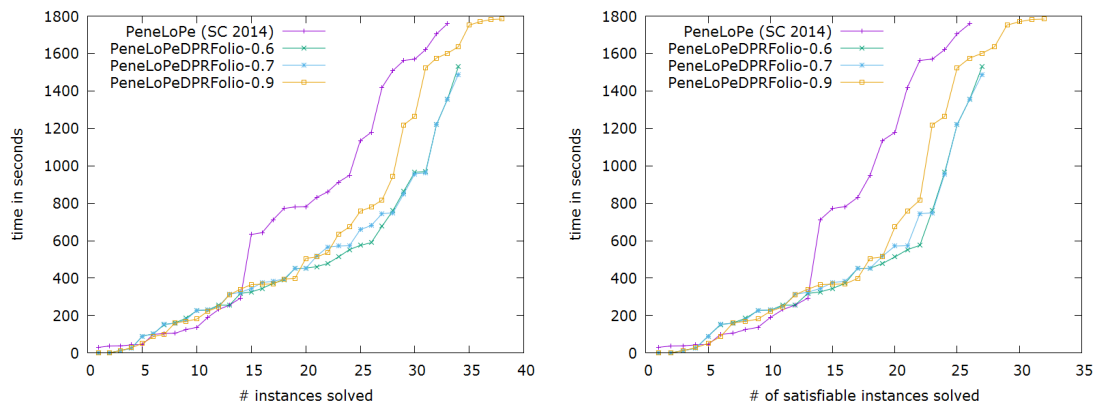 1800
1600
1400
1200
1000
800
600
400
200
0
time in seconds
PeneLoPe (SC 2014)
PeneLoPeDPRFolio-0.6
PeneLoPeDPRFolio-0.7
PeneLoPeDPRFolio-0.9
0 5 10 15 20 25 30 35 40
# instances solved
1800
1600
1400
1200
1000
800
600
400
200
0
time in seconds
PeneLoPe (SC 2014)
PeneLoPeDPRFolio-0.6
PeneLoPeDPRFolio-0.7
PeneLoPeDPRFolio-0.9
0 5 10 15 20 25 30 35
# of satisfiable instances solved